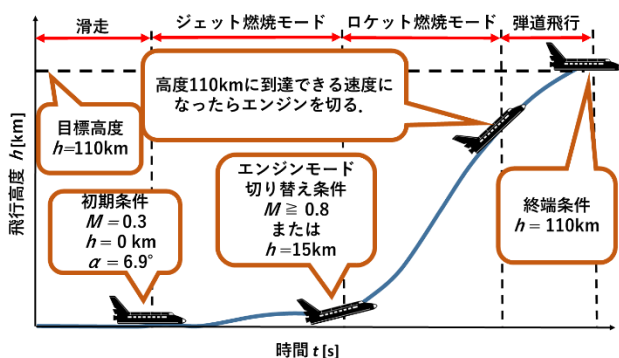 滑走
ジェット燃焼モード
ロケット燃焼モード
弾道飛行
高度110kmに到達できる速度に
なったらエンジンを切る.
目標高度
h=110km
エンジンモード
切り替え条件
M ≧ 0.8
または
h=15km
初期条件
M = 0.3
h = 0 km
α = 6.9°
終端条件
h = 110km
飛行高度 h[km]
時間 t [s]